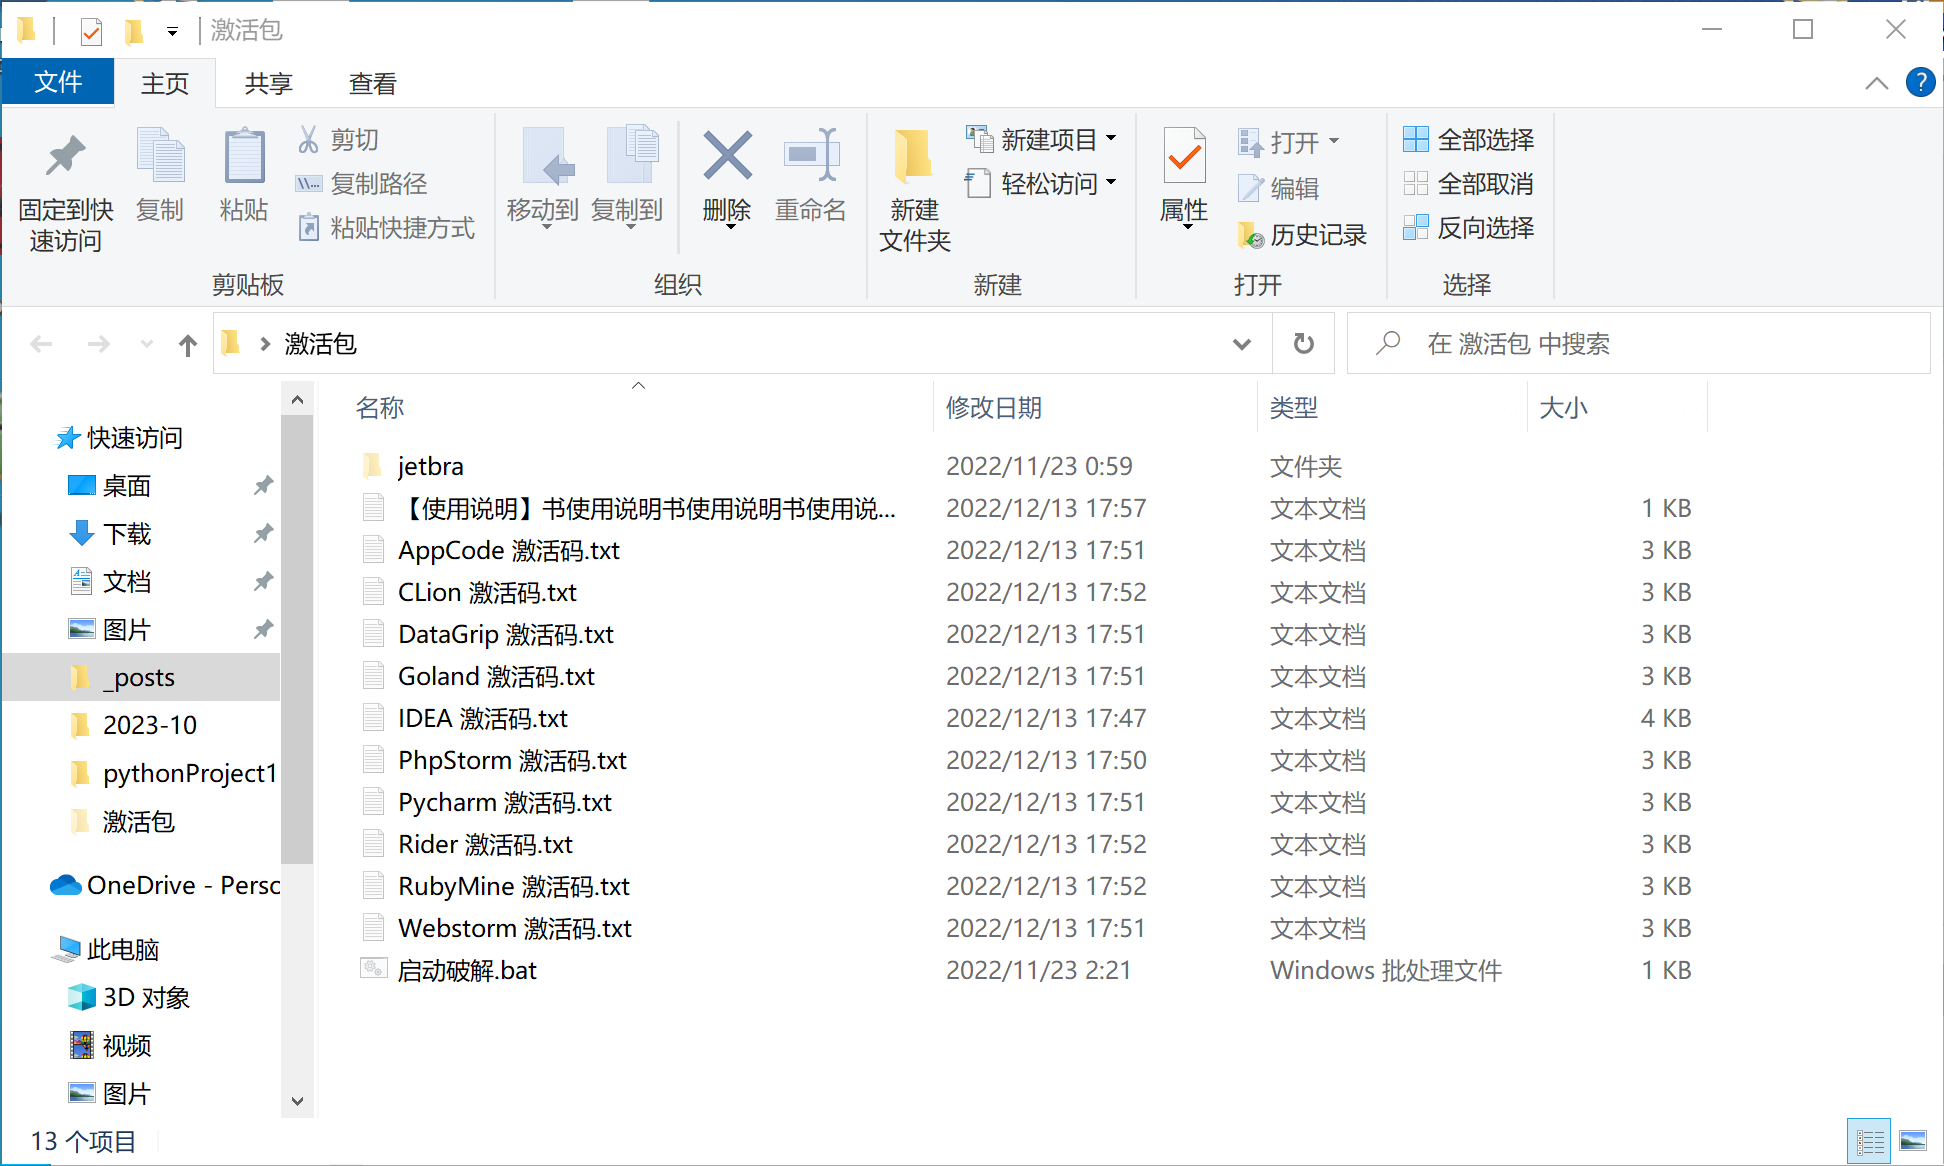 激活包
文件 主页 共享 查看
固定到快速访问
复制
粘贴
剪切
复制路径
粘贴快捷方式
剪贴板
移动到
复制到
删除
重命名
组织
新建文件夹
新建项目
轻松访问
新建
属性
打开
编辑
历史记录
打开
全部选择
全部取消
反向选择
选择
激活包
在 激活包 中搜索
快速访问
桌面
下载
文档
图片
_posts
2023-10
pythonProject1
激活包
OneDrive - Perso
此电脑
3D 对象
视频
图片
名称 修改日期 类型 大小
jetbra 2022/11/23 0:59 文件夹
【使用说明】书使用说明书使用说明书使用说... 2022/12/13 17:57 文本文档 1 KB
AppCode 激活码.txt 2022/12/13 17:51 文本文档 3 KB
CLion 激活码.txt 2022/12/13 17:52 文本文档 3 KB
DataGrip 激活码.txt 2022/12/13 17:51 文本文档 3 KB
Goland 激活码.txt 2022/12/13 17:51 文本文档 3 KB
IDEA 激活码.txt 2022/12/13 17:47 文本文档 4 KB
PhpStorm 激活码.txt 2022/12/13 17:50 文本文档 3 KB
Pycharm 激活码.txt 2022/12/13 17:51 文本文档 3 KB
Rider 激活码.txt 2022/12/13 17:52 文本文档 3 KB
RubyMine 激活码.txt 2022/12/13 17:52 文本文档 3 KB
Webstorm 激活码.txt 2022/12/13 17:51 文本文档 3 KB
启动破解.bat 2022/11/23 2:21 Windows 批处理文件 1 KB
13 个项目